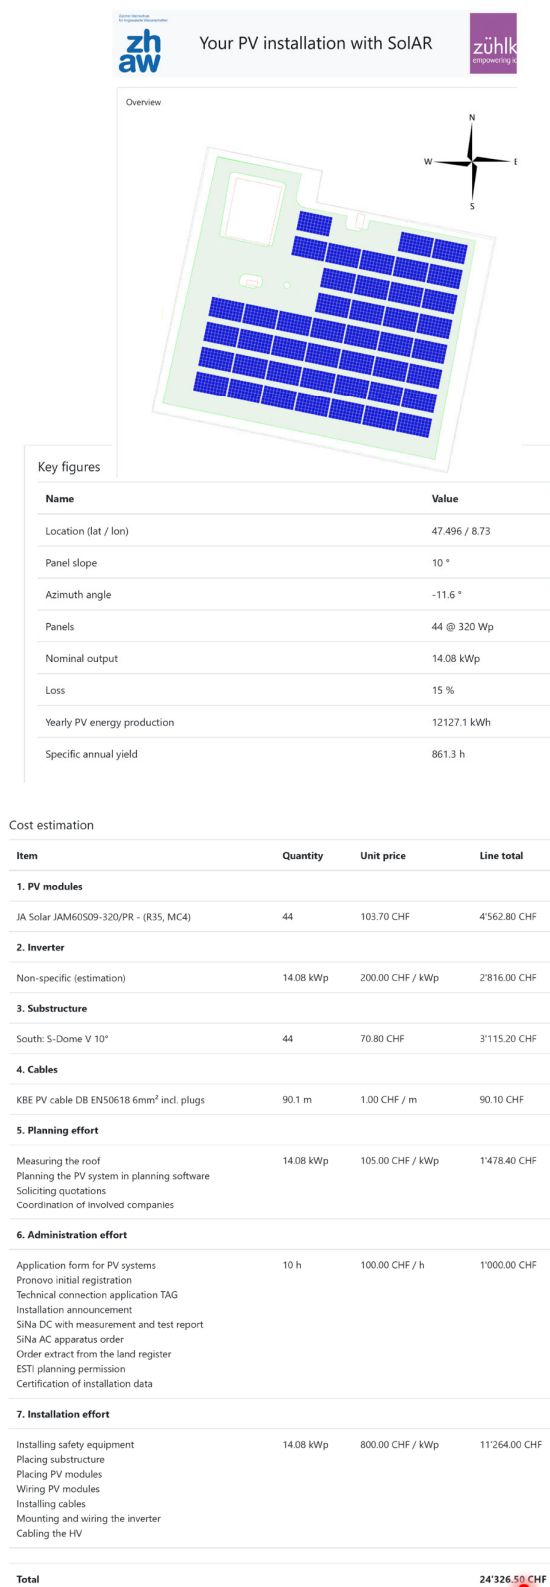 Zürcher Hochschule
für Angewandte Wissenschaften
zh
aw
Your PV installation with SolAR
zühlk
empowering ic
Overview
N
W
E
S
Key figures
Name Value
Location (lat / lon) 47.496 / 8.73
Panel slope 10 °
Azimuth angle -11.6 °
Panels 44 @ 320 Wp
Nominal output 14.08 kWp
Loss 15 %
Yearly PV energy production 12127.1 kWh
Specific annual yield 861.3 h
Cost estimation
Item Quantity Unit price Line total
1. PV modules
JA Solar JAM60S09-320/PR - (R35, MC4) 44 103.70 CHF 4'562.80 CHF
2. Inverter
Non-specific (estimation) 14.08 kWp 200.00 CHF / kWp 2'816.00 CHF
3. Substructure
South: S-Dome V 10° 44 70.80 CHF 3'115.20 CHF
4. Cables
KBE PV cable DB EN50618 6mm² incl. plugs 90.1 m 1.00 CHF / m 90.10 CHF
5. Planning effort
Measuring the roof 14.08 kWp 105.00 CHF / kWp 1'478.40 CHF
Planning the PV system in planning software
Soliciting quotations
Coordination of involved companies
6. Administration effort
Application form for PV systems 10 h 100.00 CHF / h 1'000.00 CHF
Pronovo initial registration
Technical connection application TAG
Installation announcement
SiNa DC with measurement and test report
SiNa AC apparatus order
Order extract from the land register
ESTI planning permission
Certification of installation data
7. Installation effort
Installing safety equipment 14.08 kWp 800.00 CHF / kWp 11'264.00 CHF
Placing substructure
Placing PV modules
Wiring PV modules
Installing cables
Mounting and wiring the inverter
Cabling the HV
Total 24'326.50 CHF